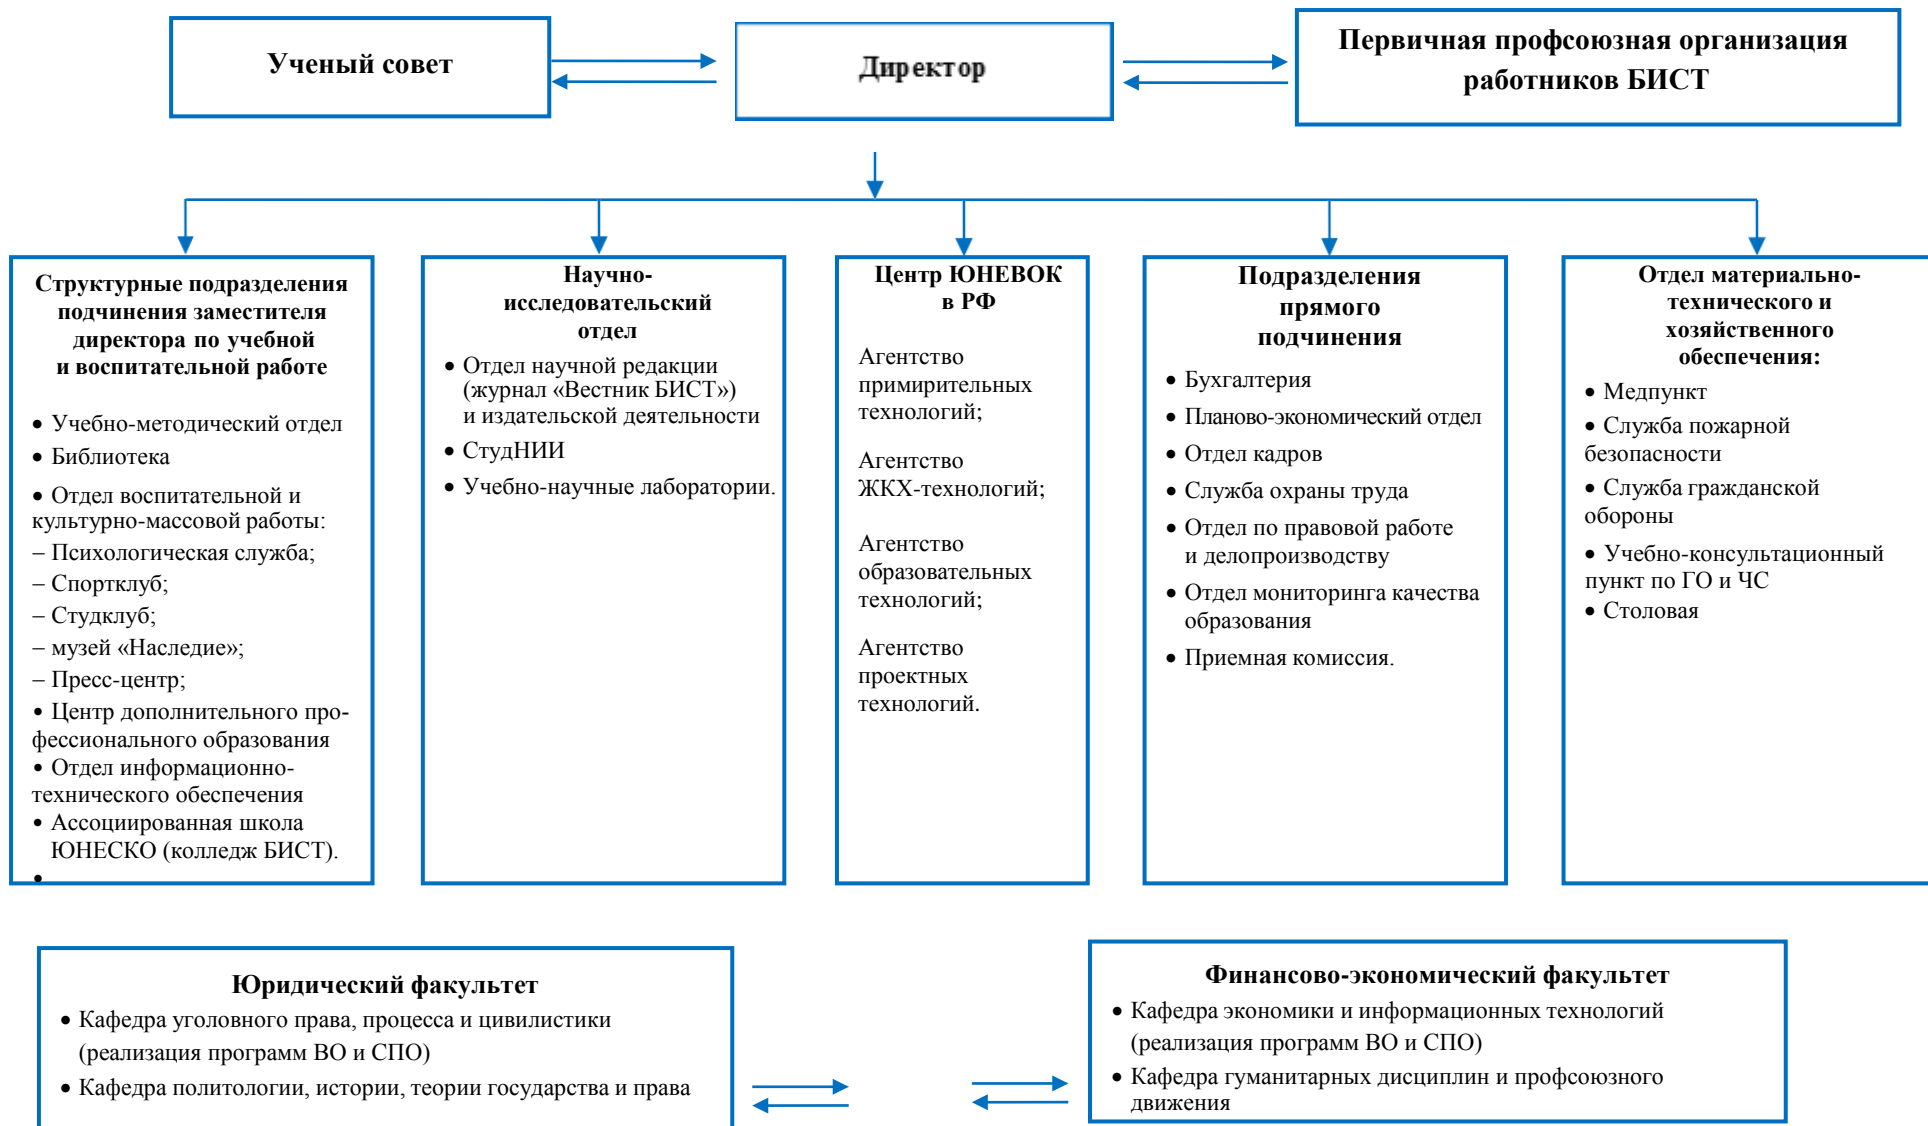 Ученый совет
Директор
Первичная профсоюзная организация
работников БИСТ
Структурные подразделения
подчинения заместителя
директора по учебной
и воспитательной работе
• Учебно-методический отдел
• Библиотека
• Отдел воспитательной и
культурно-массовой работы:
– Психологическая служба;
– Спортклуб;
– Студклуб;
– музей «Наследие»;
– Пресс-центр;
• Центр дополнительного про-
фессионального образования
• Отдел информационно-
технического обеспечения
• Ассоциированная школа
ЮНЕСКО (колледж БИСТ).
•
Научно-
исследовательский
отдел
• Отдел научной редакции
(журнал «Вестник БИСТ»)
и издательской деятельности
• СтудНИИ
• Учебно-научные лаборатории.
Центр ЮНЕВОК
в РФ
Агентство
примирительных
технологий;
Агентство
ЖКХ-технологий;
Агентство
образовательных
технологий;
Агентство
проектных
технологий.
Подразделения
прямого
подчинения
• Бухгалтерия
• Планово-экономический отдел
• Отдел кадров
• Служба охраны труда
• Отдел по правовой работе
и делопроизводству
• Отдел мониторинга качества
образования
• Приемная комиссия.
Отдел материально-
технического и
хозяйственного
обеспечения:
• Медпункт
• Служба пожарной
безопасности
• Служба гражданской
обороны
• Учебно-консультационный
пункт по ГО и ЧС
• Столовая
Юридический факультет
• Кафедра уголовного права, процесса и цивилистики
(реализация программ ВО и СПО)
• Кафедра политологии, истории, теории государства и права
Финансово-экономический факультет
• Кафедра экономики и информационных технологий
(реализация программ ВО и СПО)
• Кафедра гуманитарных дисциплин и профсоюзного
движения